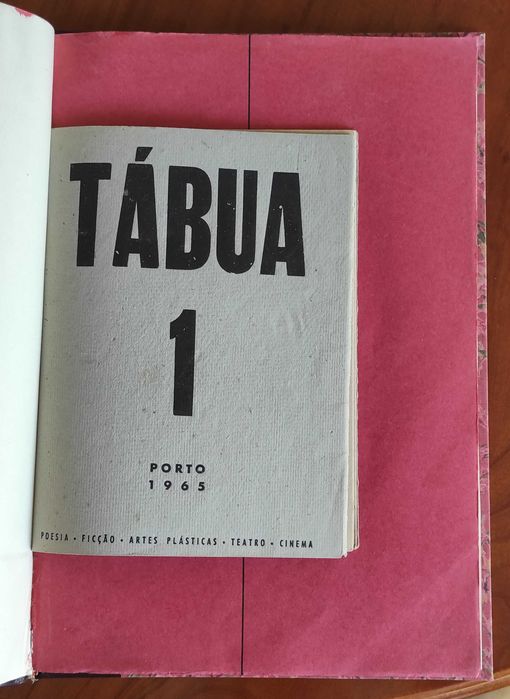 TÁBUA
1
PORTO
1965
POESIA • FICÇÃO • ARTES PLÁSTICAS • TEATRO • CINEMA